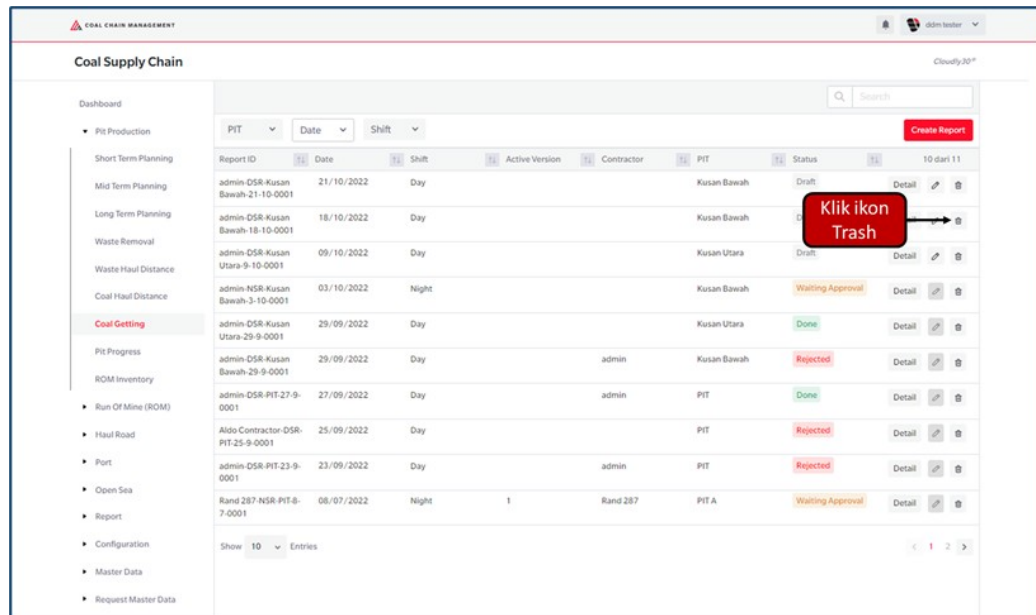 COAL CHAIN MANAGEMENT
ddm tester
Coal Supply Chain
Cloudly30°
Dashboard
Pit Production
Short Term Planning
Mid Term Planning
Long Term Planning
Waste Removal
Waste Haul Distance
Coal Haul Distance
Coal Getting
Pit Progress
ROM Inventory
Run Of Mine (ROM)
Haul Road
Port
Open Sea
Report
Configuration
Master Data
Request Master Data
Search
PIT Date Shift Create Report
Report ID Date Shift Active Version Contractor PIT Status 10 dari 11
admin-DSR-Kusan 21/10/2022 Day Kusan Bawah Draft Detail
Bawah-21-10-0001
admin-DSR-Kusan 18/10/2022 Day Kusan Bawah
Bawah-18-10-0001
Klik ikon
Trash
admin-DSR-Kusan 09/10/2022 Day Kusan Utara Draft Detail
Utara-9-10-0001
admin-NSR-Kusan 03/10/2022 Night Kusan Bawah Waiting Approval Detail
Bawah-3-10-0001
admin-DSR-Kusan 29/09/2022 Day Kusan Utara Done Detail
Utara-29-9-0001
admin-DSR-Kusan 29/09/2022 Day admin Kusan Bawah Rejected Detail
Bawah-29-9-0001
admin-DSR-PIT-27-9- 27/09/2022 Day admin PIT Done Detail
0001
Aldo Contractor-DSR- 25/09/2022 Day PIT Rejected Detail
PIT-25-9-0001
admin-DSR-PIT-23-9- 23/09/2022 Day admin PIT Rejected Detail
0001
Rand 287-NSR-PIT-8- 08/07/2022 Night 1 Rand 287 PIT A Waiting Approval Detail
7-0001
Show 10 Entries
1 2